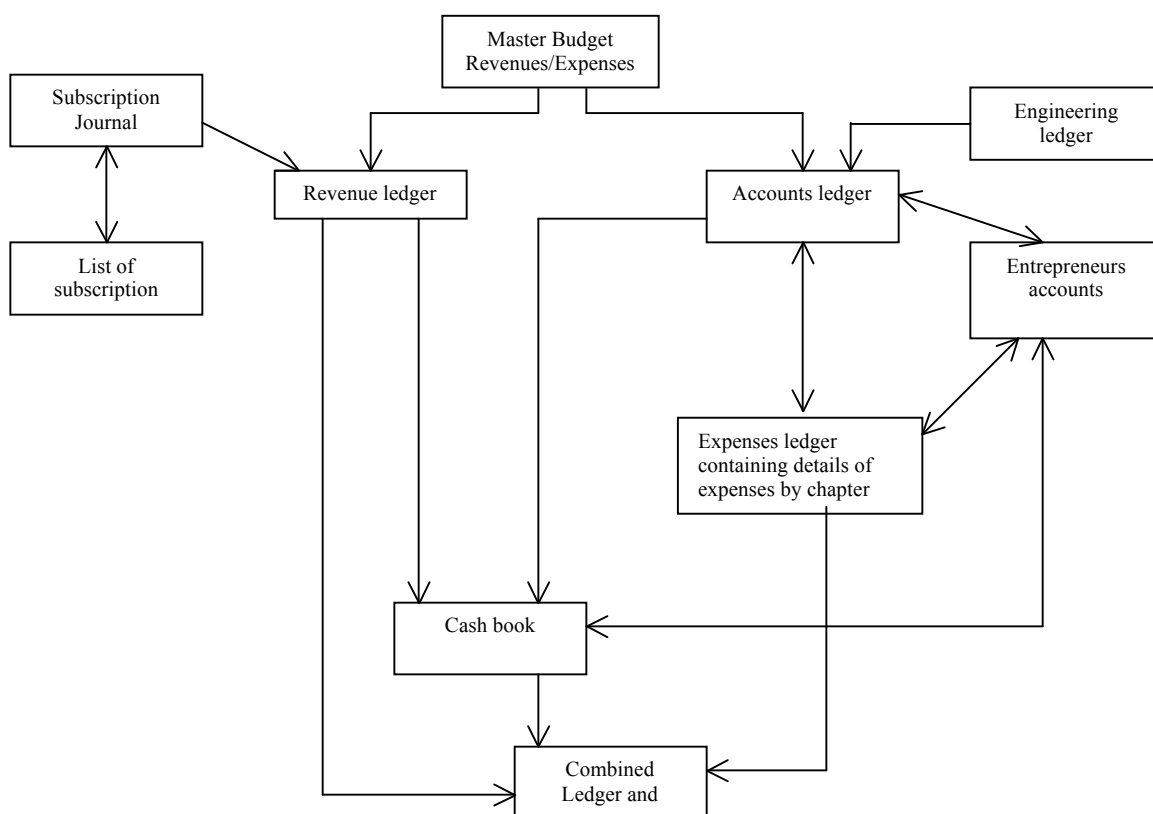 Master Budget
Revenues/Expenses
Subscription
Journal
Engineering
ledger
Revenue ledger
Accounts ledger
List of
subscription
Entrepreneurs
accounts
Expenses ledger
containing details of
expenses by chapter
Cash book
Combined
Ledger and